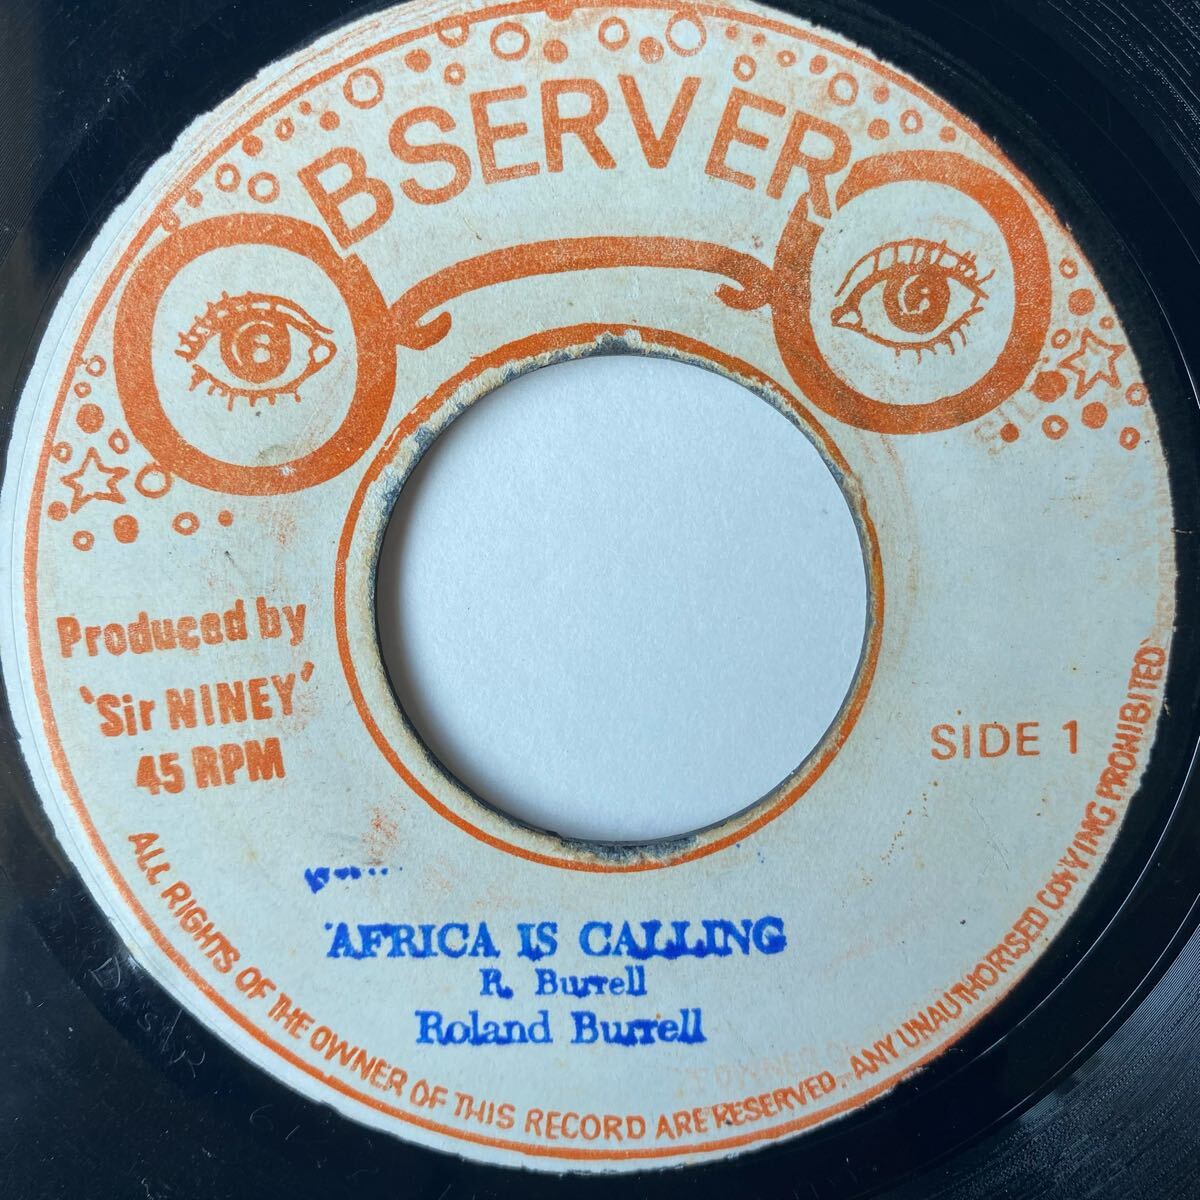 OBSERVER
Produced by
'Sir NINEY'
45 RPM
SIDE 1
AFRICA IS CALLING
R. Burrell
Roland Burrell
ALL RIGHTS OF THE OWNER OF THIS RECORD ARE RESERVED. ANY UNAUTHORISED COPYING PROHIBITED